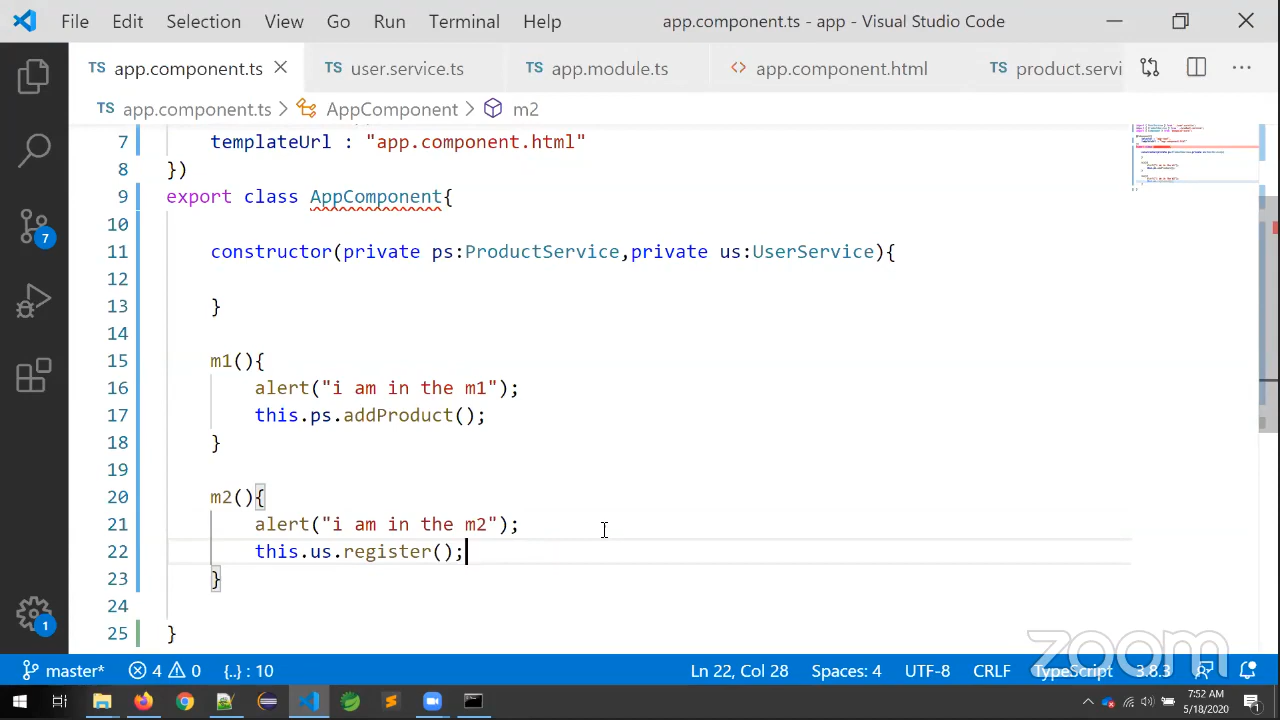 File Edit Selection View Go Run Terminal Help app.component.ts - app - Visual Studio Code
TS app.component.ts TS user.service.ts TS app.module.ts <> app.component.html TS product.servi
TS app.component.ts > AppComponent > m2
7 templateUrl : "app.component.html"
8 })
9 export class AppComponent{
10
11 constructor(private ps:ProductService,private us:UserService){
12
13 }
14
15 m1(){
16 alert("i am in the m1");
17 this.ps.addProduct();
18 }
19
20 m2(){
21 alert("i am in the m2");
22 this.us.register();
23 }
24
25 }
7
1
zoom
master* 4 0 {..} : 10 Ln 22, Col 28 Spaces: 4 UTF-8 CRLF TypeScript 3.8.3
7:52 AM
5/18/2020
1